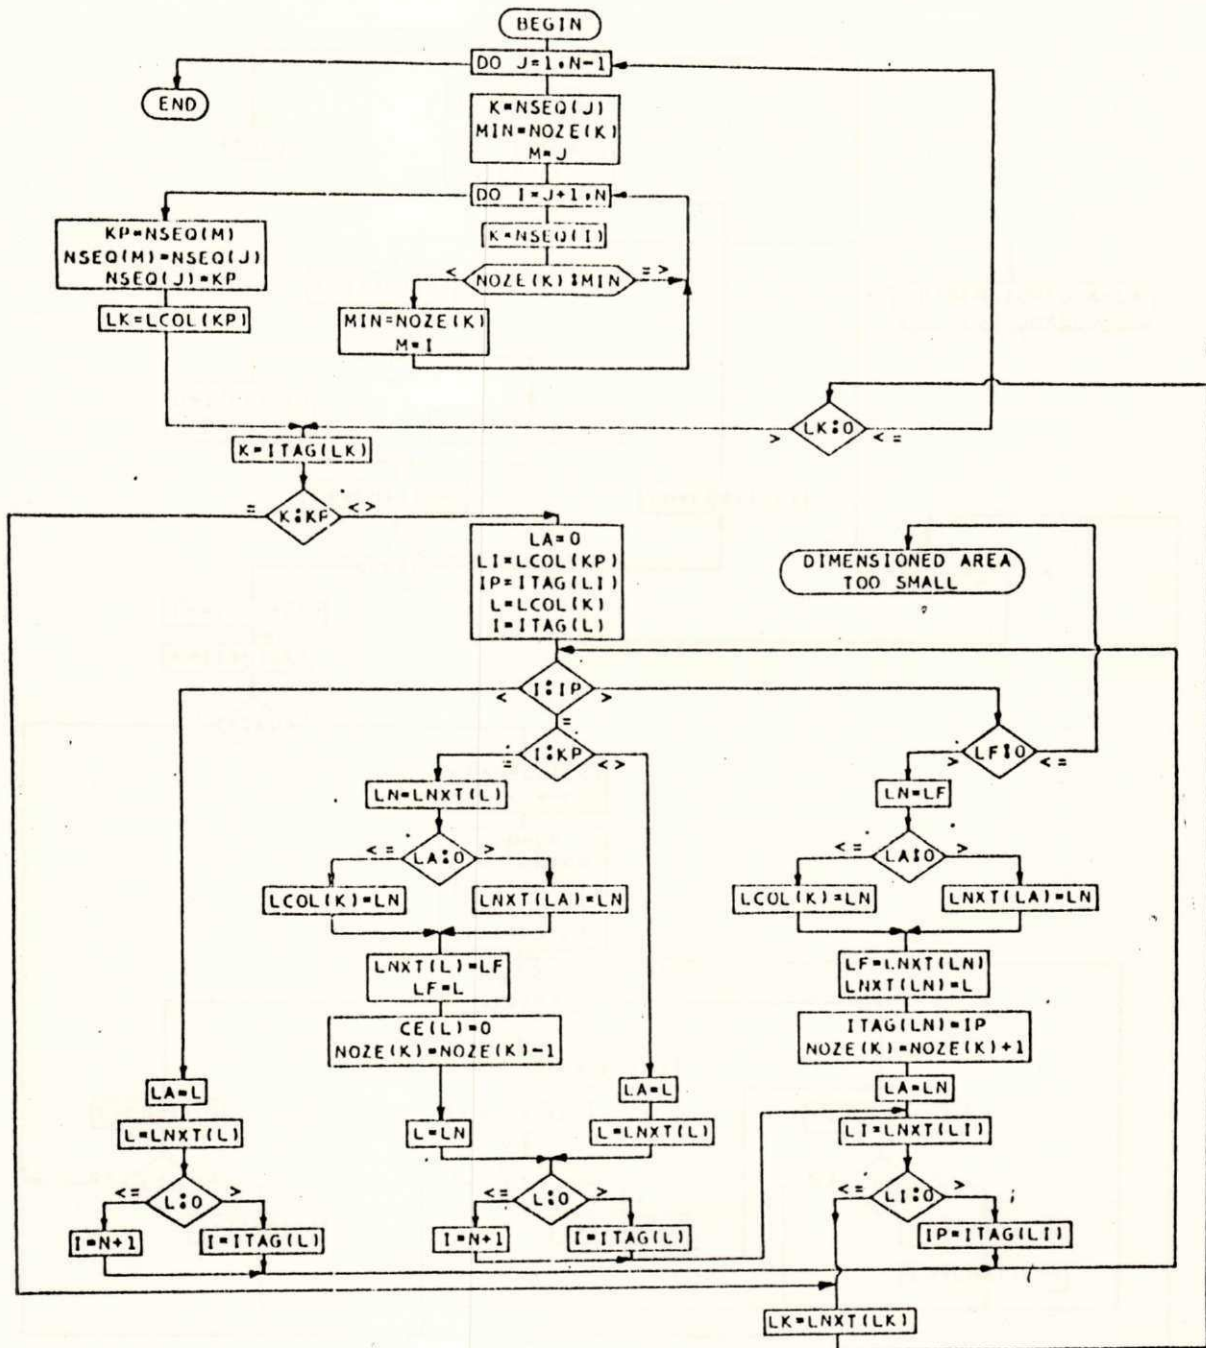 BEGIN
DO J=1,N-1
END
K=NSEQ(J)
MIN=NOZE(K)
M=J
DO I=J+1,N
KP=NSEQ(M)
NSEQ(M)=NSEQ(J)
NSEQ(J)=KP
K=NSEQ(I)
< NOZE(K):MIN =>
LK=LCOL(KP)
MIN=NOZE(K)
M=I
> LK:0 <=
K=ITAG(LK)
= K:KP <>
LA=0
LI=LCOL(KP)
IP=ITAG(LI)
L=LCOL(K)
I=ITAG(L)
DIMENSIONED AREA
TOO SMALL
< I:IP >
=
= I:KP <>
> LF:0 <=
LN=LNXT(L)
LN=LF
<= LA:0 >
<= LA:0 >
LCOL(K)=LN
LNXT(LA)=LN
LCOL(K)=LN
LNXT(LA)=LN
LNXT(L)=LF
LF=L
LF=LNXT(LN)
LNXT(LN)=L
CE(L)=0
NOZE(K)=NOZE(K)-1
ITAG(LN)=IP
NOZE(K)=NOZE(K)+1
LA=L
LA=L
LA=LN
L=LNXT(L)
L=LN
L=LNXT(L)
LI=LNXT(LI)
<= L:0 >
<= L:0 >
<= LI:0 >
I=N+1
I=ITAG(L)
I=N+1
I=ITAG(L)
IP=ITAG(LI)
LK=LNXT(LK)